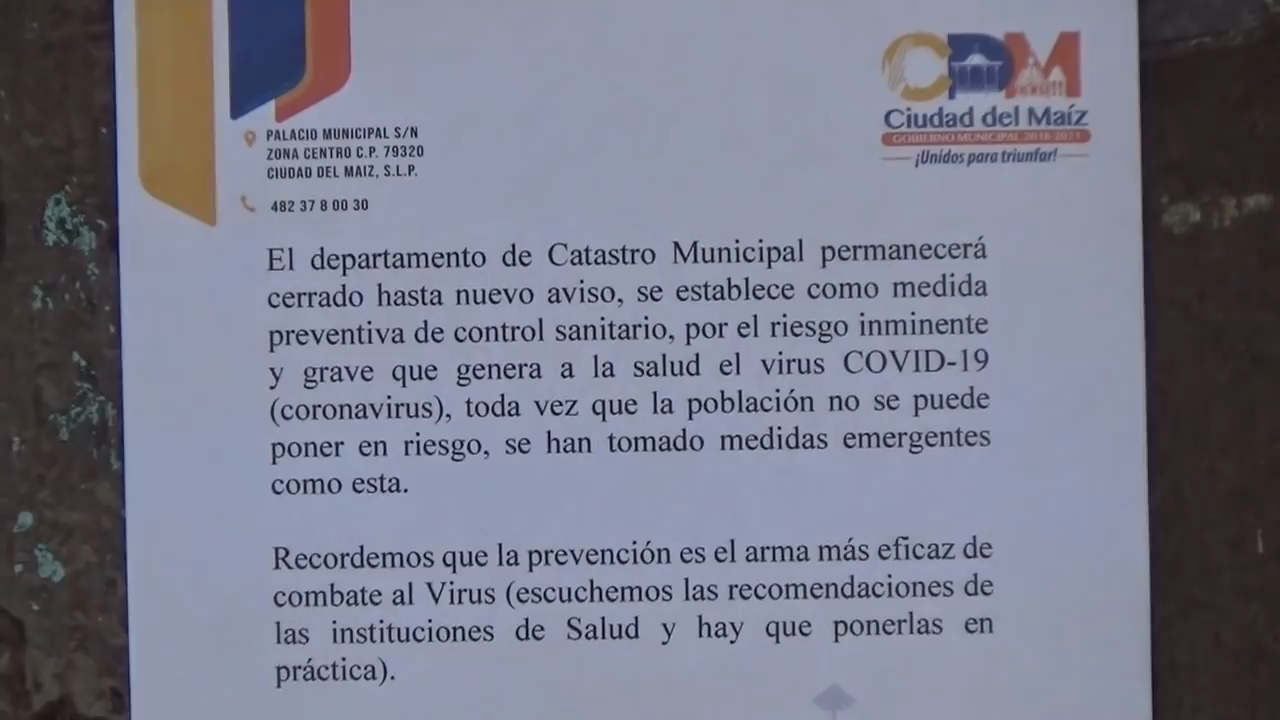 CDM
Ciudad del Maíz
GOBIERNO MUNICIPAL 2018-2021
¡Unidos para triunfar!
PALACIO MUNICIPAL S/N
ZONA CENTRO C.P. 79320
CIUDAD DEL MAIZ, S.L.P.
482 37 8 00 30
El departamento de Catastro Municipal permanecerá
cerrado hasta nuevo aviso, se establece como medida
preventiva de control sanitario, por el riesgo inminente
y grave que genera a la salud el virus COVID-19
(coronavirus), toda vez que la población no se puede
poner en riesgo, se han tomado medidas emergentes
como esta.
Recordemos que la prevención es el arma más eficaz de
combate al Virus (escuchemos las recomendaciones de
las instituciones de Salud y hay que ponerlas en
práctica).